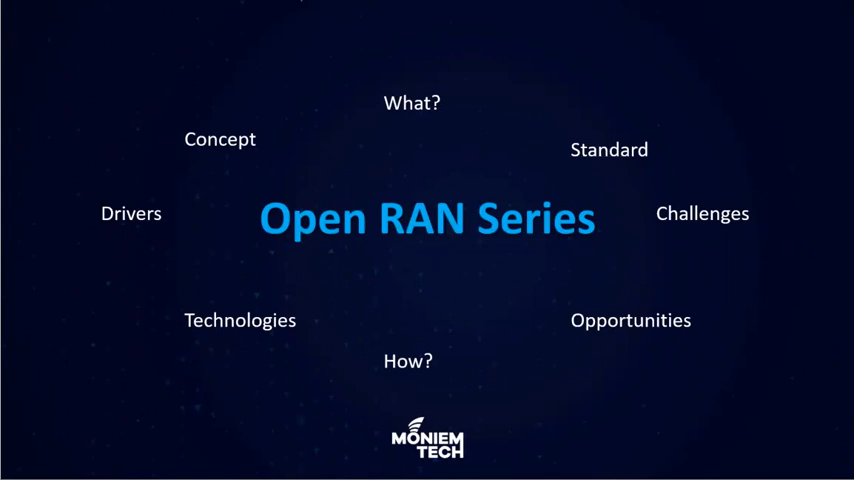 What?
Concept
Standard
Drivers
Open RAN Series
Challenges
Technologies
Opportunities
How?
MONIEM
TECH